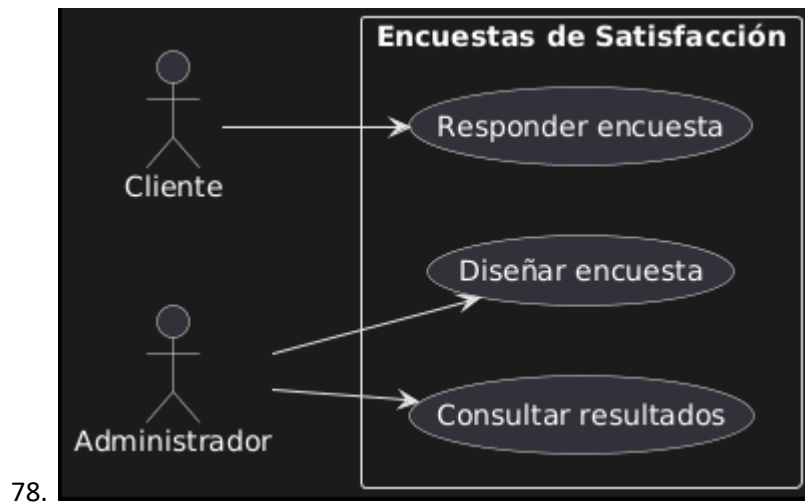 Encuestas de Satisfacción
Responder encuesta
Cliente
Diseñar encuesta
Consultar resultados
Administrador
78.